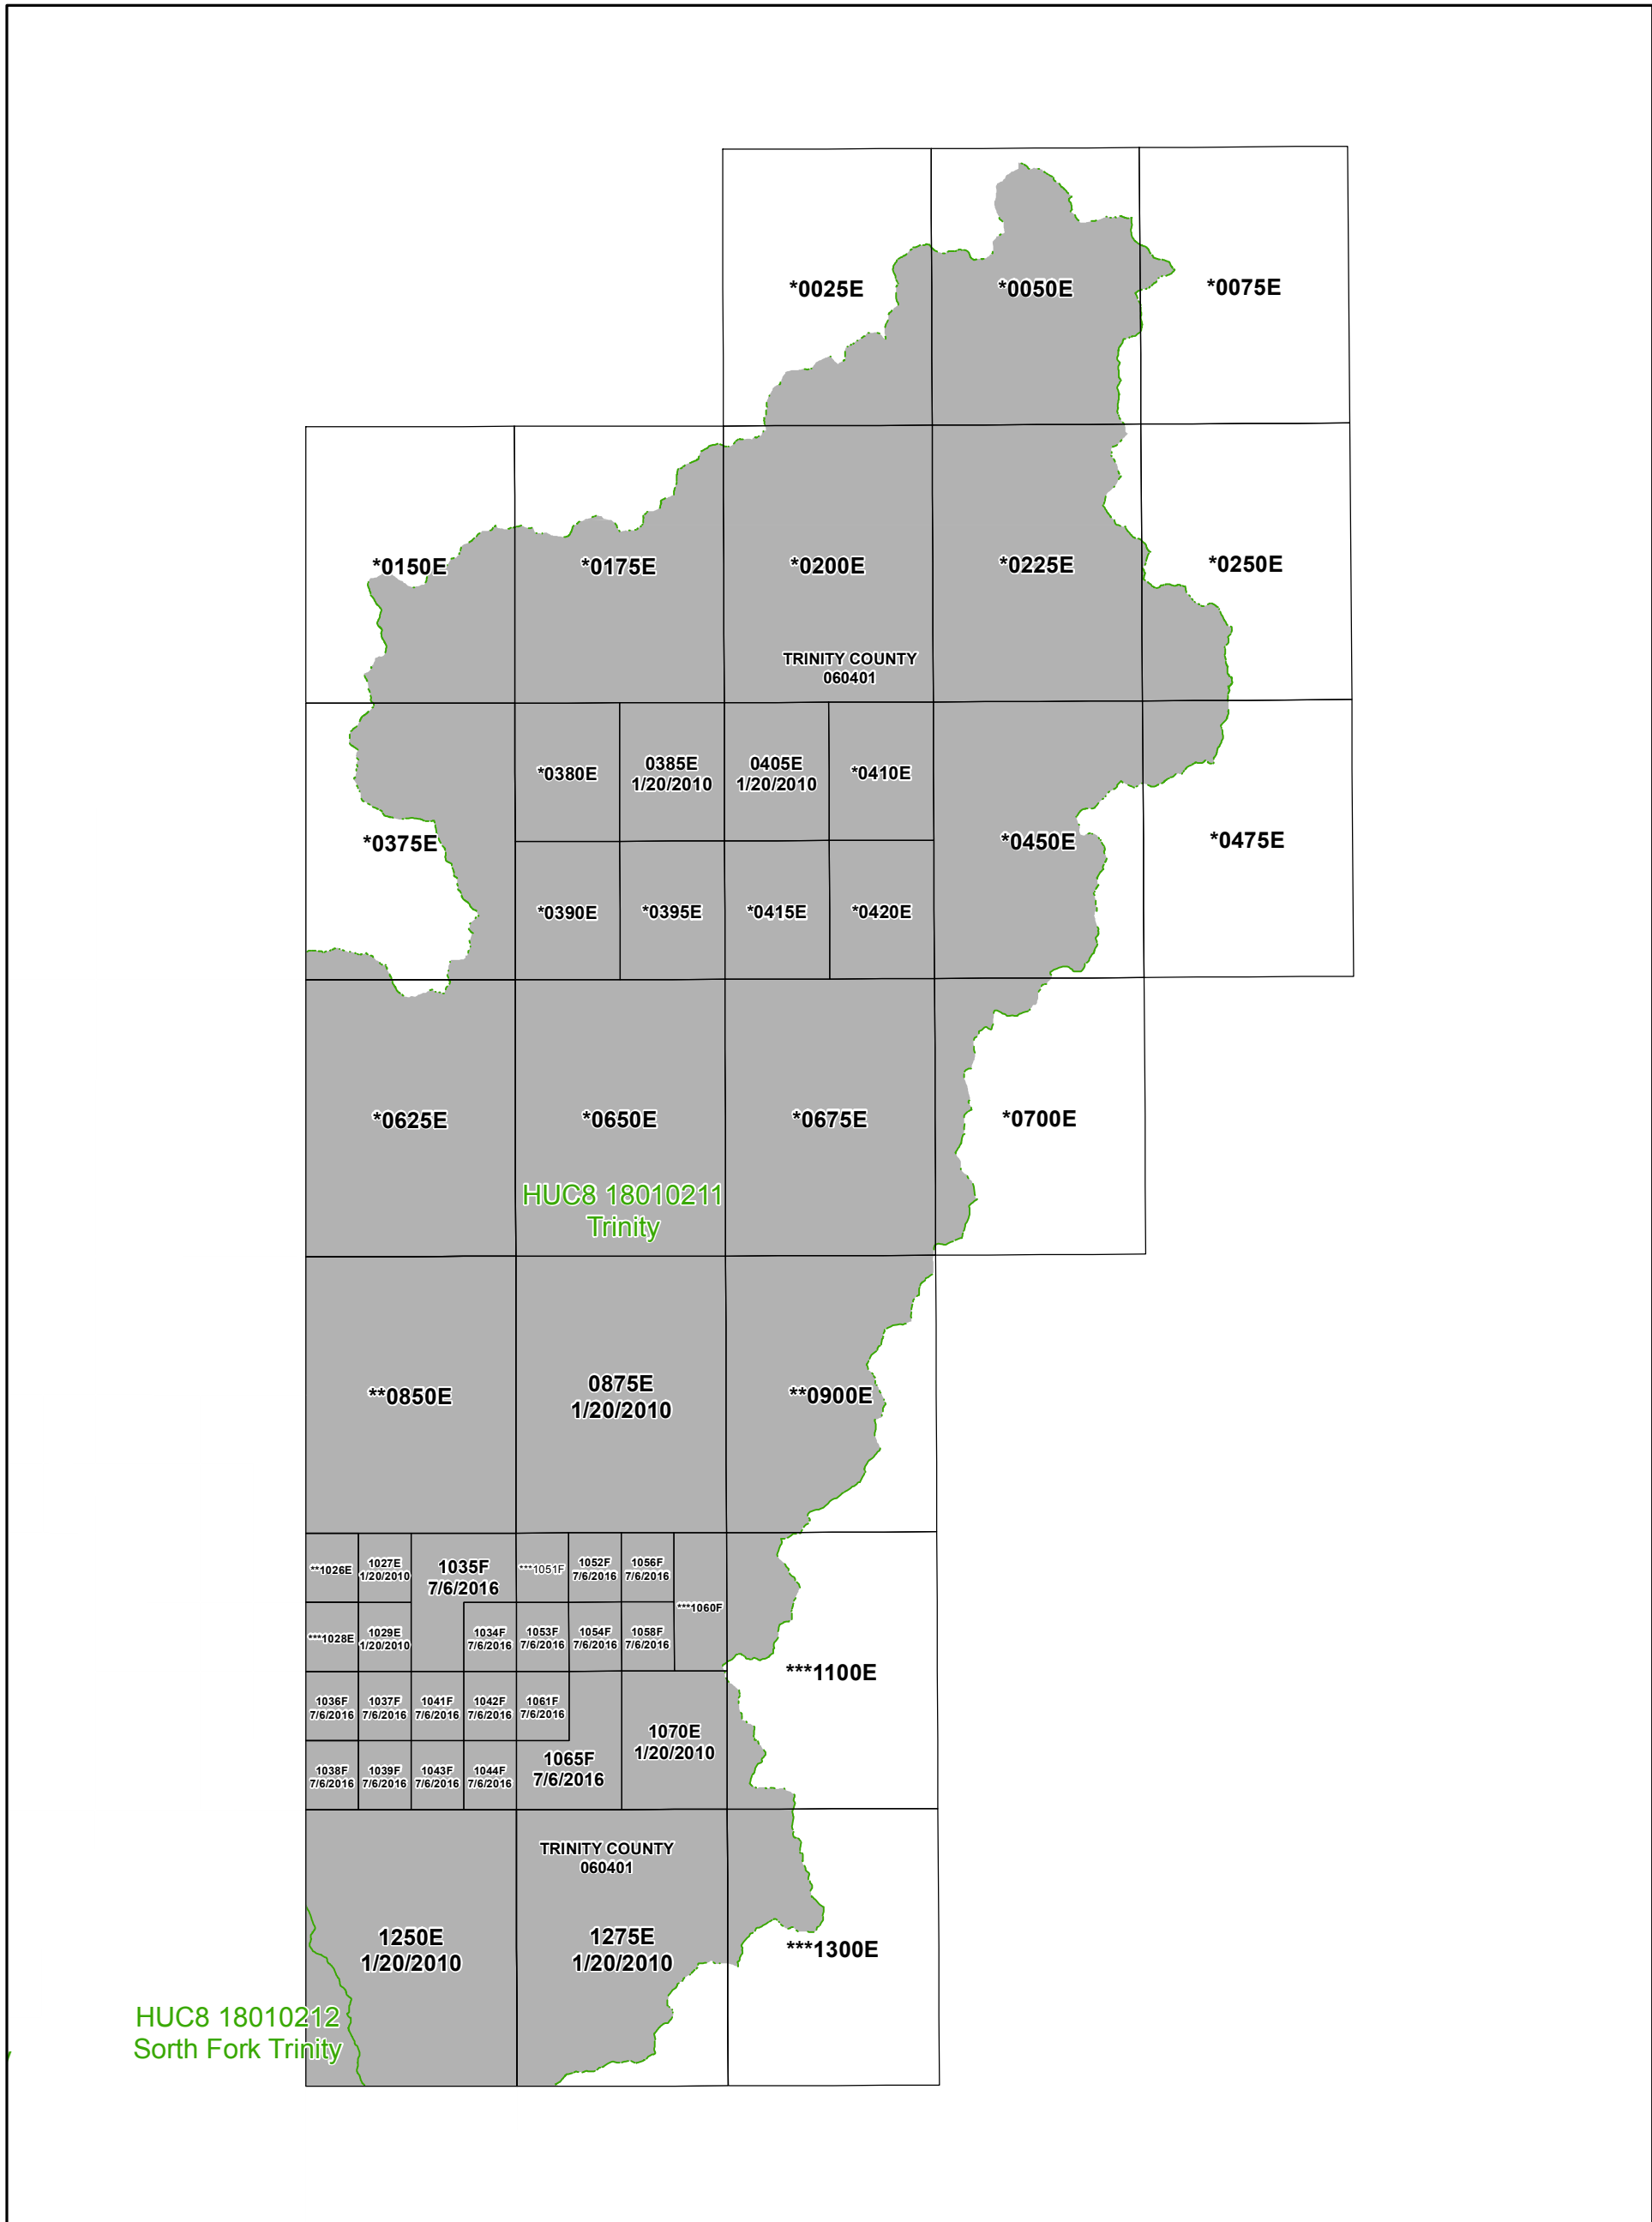 *0025E
*0050E
*0075E
*0150E
*0175E
*0200E
*0225E
*0250E
TRINITY COUNTY
060401
*0375E
*0380E
0385E
1/20/2010
0405E
1/20/2010
*0410E
*0390E
*0395E
*0415E
*0420E
*0450E
*0475E
*0625E
*0650E
*0675E
*0700E
HUC8 18010211
Trinity
**0850E
0875E
1/20/2010
**0900E
**1026E
1027E
1/20/2010
1035F
7/6/2016
***1051F
1052F
7/6/2016
1056F
7/6/2016
***1060F
***1028E
1029E
1/20/2010
1034F
7/6/2016
1053F
7/6/2016
1054F
7/6/2016
1058F
7/6/2016
***1100E
1036F
7/6/2016
1037F
7/6/2016
1041F
7/6/2016
1042F
7/6/2016
1061F
7/6/2016
1070E
1/20/2010
1038F
7/6/2016
1039F
7/6/2016
1043F
7/6/2016
1044F
7/6/2016
1065F
7/6/2016
TRINITY COUNTY
060401
1250E
1/20/2010
1275E
1/20/2010
***1300E
HUC8 18010212
Sorth Fork Trinity